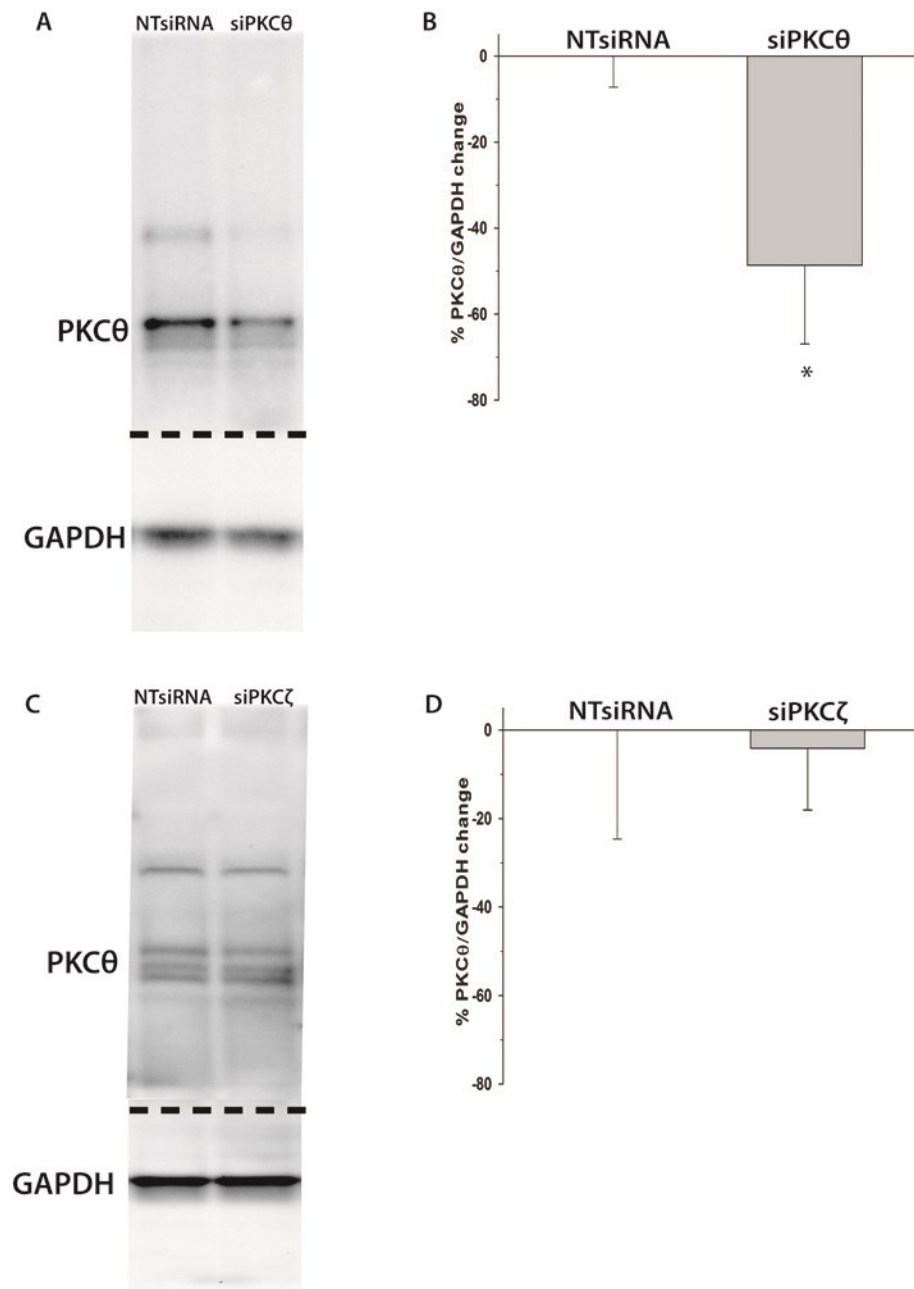 A
NTsiRNA siPKCθ
PKCθ
GAPDH
B
NTsiRNA siPKCθ
% PKCθ/GAPDH change
0
-20
-40
-60
-80
*
C
NTsiRNA siPKCζ
PKCθ
GAPDH
D
NTsiRNA siPKCζ
% PKCθ/GAPDH change
0
-20
-40
-60
-80